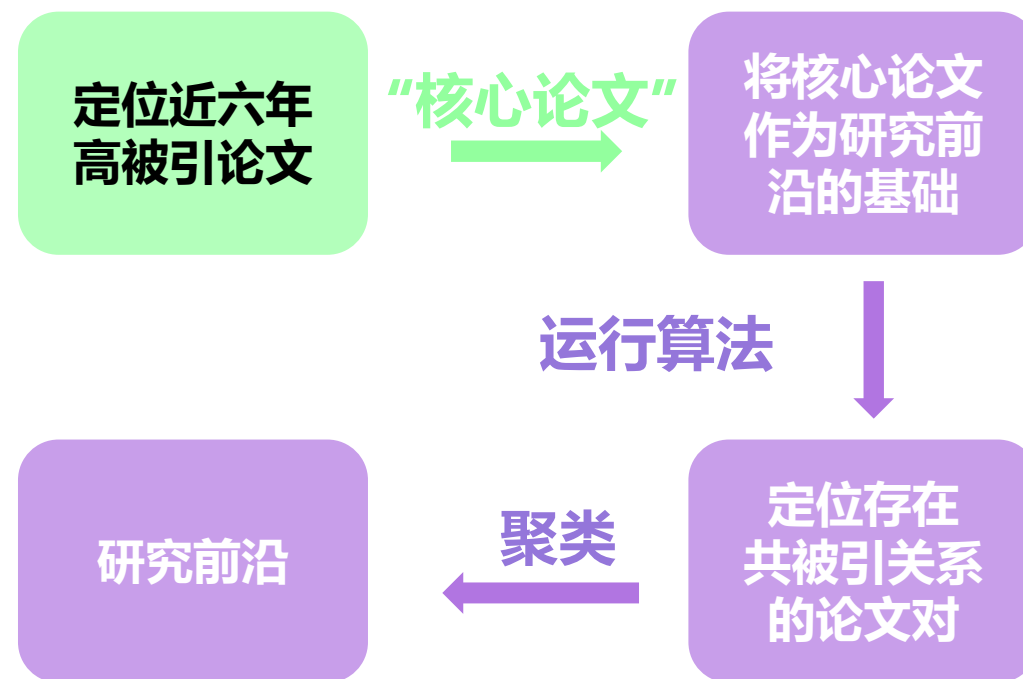 定位近六年
高被引论文
“核心论文”
将核心论文
作为研究前
沿的基础
运行算法
定位存在
共被引关系
的论文对
聚类
研究前沿